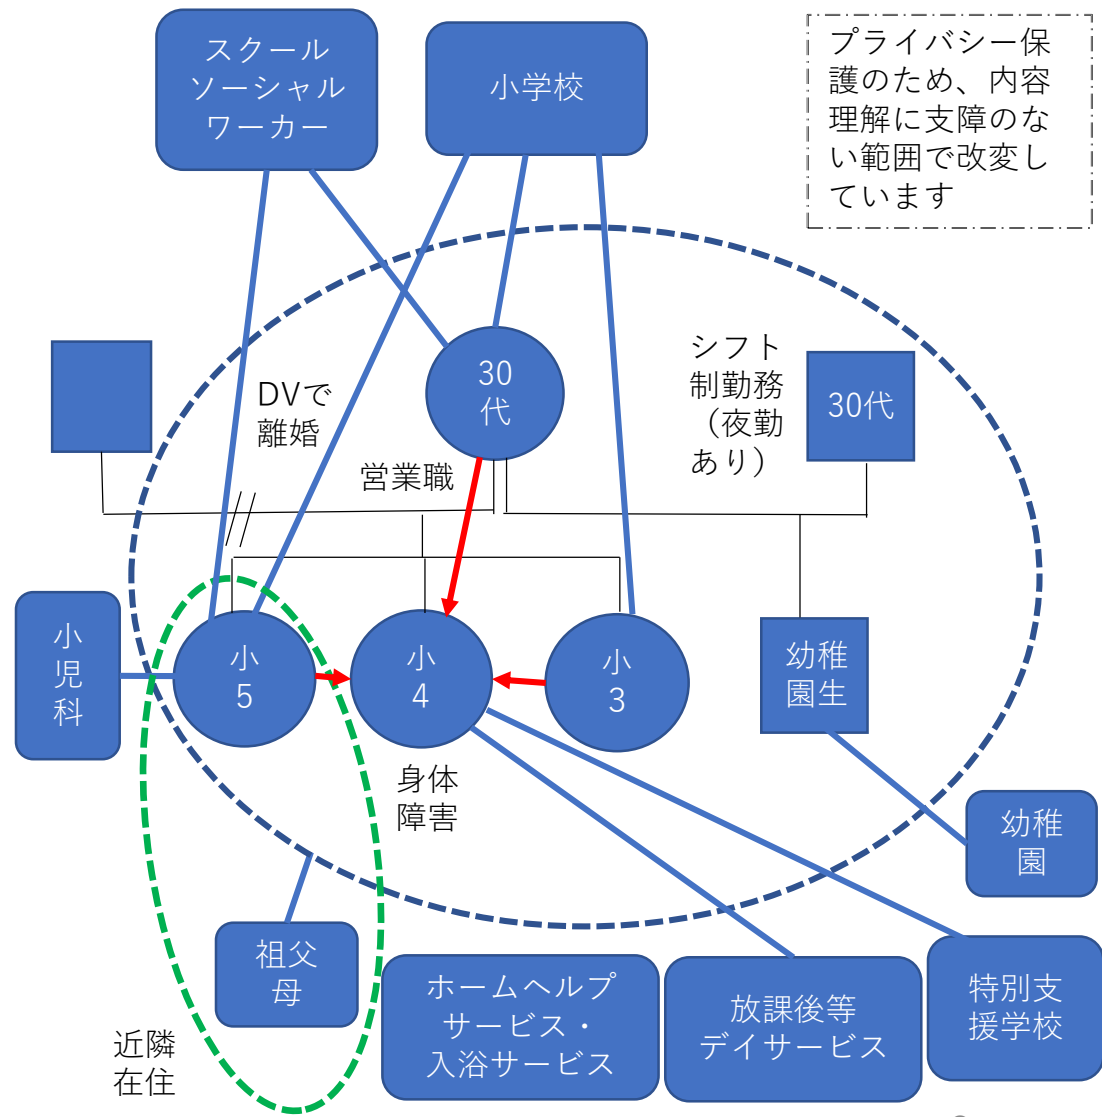 スクール
ソーシャル
ワーカー
小学校
プライバシー保
護のため、内容
理解に支障のな
い範囲で改変し
ています
30
代
DVで
離婚
営業職
シフト
制勤務
（夜勤
あり）
30代
小
児
科
小
5
小
4
小
3
幼稚
園生
身体
障害
幼稚
園
祖父
母
近隣
在住
ホームヘルプ
サービス・
入浴サービス
放課後等
デイサービス
特別支
援学校